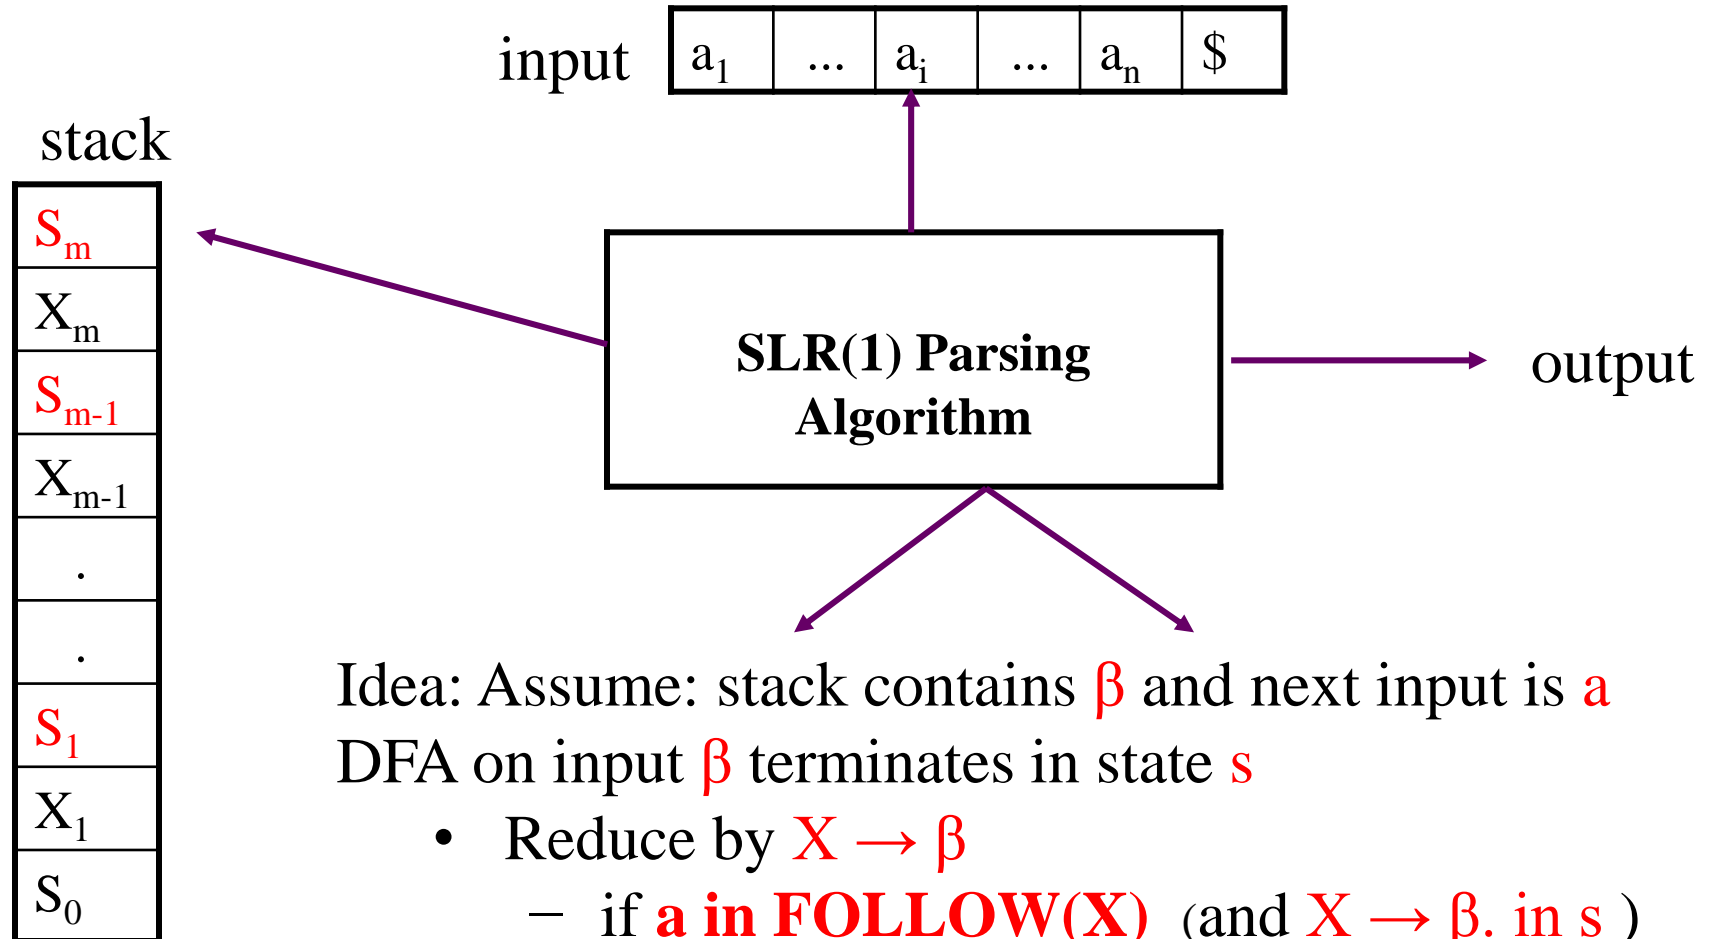 input a₁ ... aᵢ ... aₙ $
stack
Sₘ
Xₘ
Sₘ₋₁
Xₘ₋₁
.
.
S₁
X₁
S₀
SLR(1) Parsing
Algorithm
output
Idea: Assume: stack contains β and next input is a
DFA on input β terminates in state s
• Reduce by X → β
– if a in FOLLOW(X) (and X → β. in s )